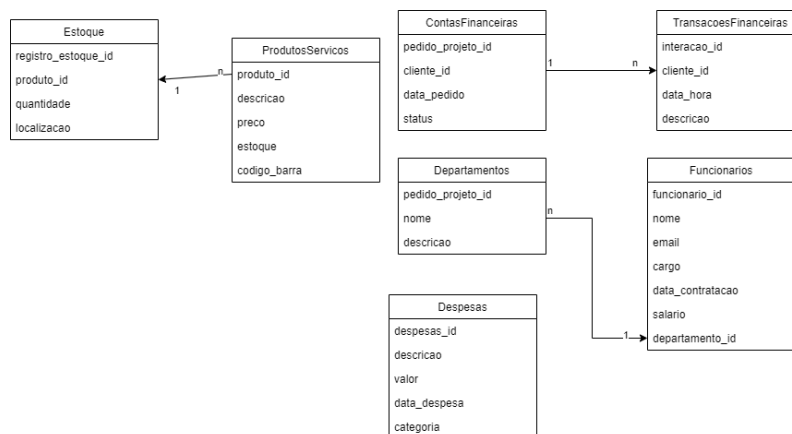 Estoque
registro_estoque_id
produto_id
quantidade
localizacao
n
1
ProdutosServicos
produto_id
descricao
preco
estoque
codigo_barra
ContasFinanceiras
pedido_projeto_id
cliente_id
data_pedido
status
1
n
TransacoesFinanceiras
interacao_id
cliente_id
data_hora
descricao
Departamentos
pedido_projeto_id
nome
descricao
n
1
Funcionarios
funcionario_id
nome
email
cargo
data_contratacao
salario
departamento_id
Despesas
despesas_id
descricao
valor
data_despesa
categoria